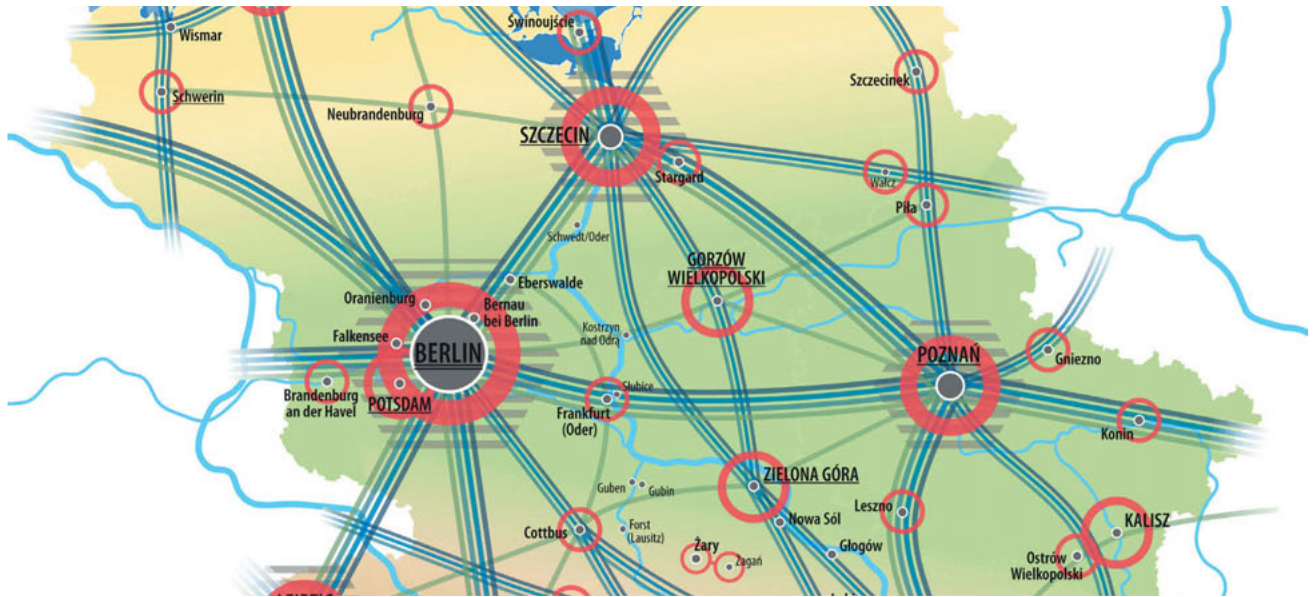 Świnoujście
Wismar
Szczecinek
Schwerin
Neubrandenburg
SZCZECIN
Stargard
Wałcz
Piła
Schwedt/Oder
GORZÓW
WIELKOPOLSKI
Eberswalde
Oranienburg
Bernau
bei Berlin
Falkensee
Kostrzyn
nad Odrą
BERLIN
POZNAŃ
Gniezno
Brandenburg
an der Havel
POTSDAM
Słubice
Frankfurt
(Oder)
Konin
ZIELONA GÓRA
Guben
Gubin
Leszno
Nowa Sól
KALISZ
Cottbus
Forst
(Lausitz)
Żary
Żagań
Głogów
Ostrów
Wielkopolski